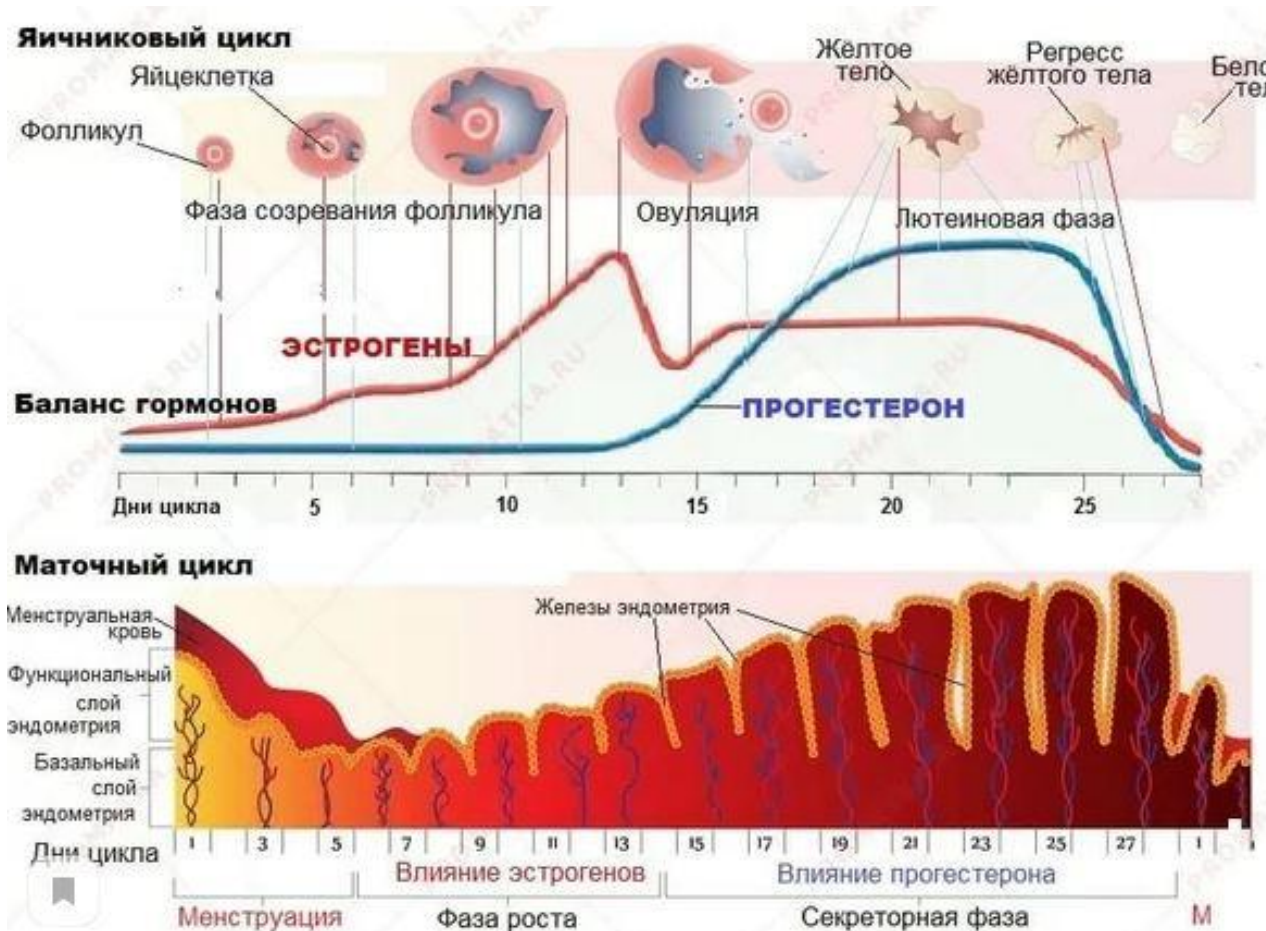 Яичниковый цикл
Яйцеклетка
Фолликул
Жёлтое
тело
Регресс
жёлтого тела
Фаза созревания фолликула
Овуляция
Лютеиновая фаза
ЭСТРОГЕНЫ
Баланс гормонов
ПРОГЕСТЕРОН
Дни цикла 5 10 15 20 25
Маточный цикл
Менструальная
кровь
Железы эндометрия
Функциональный
слой
эндометрия
Базальный
слой
эндометрия
Дни цикла 1 3 5 7 9 11 13 15 17 19 21 23 25 27 1
Влияние эстрогенов
Влияние прогестерона
Менструация
Фаза роста
Секреторная фаза
М
PROMATKA.RU